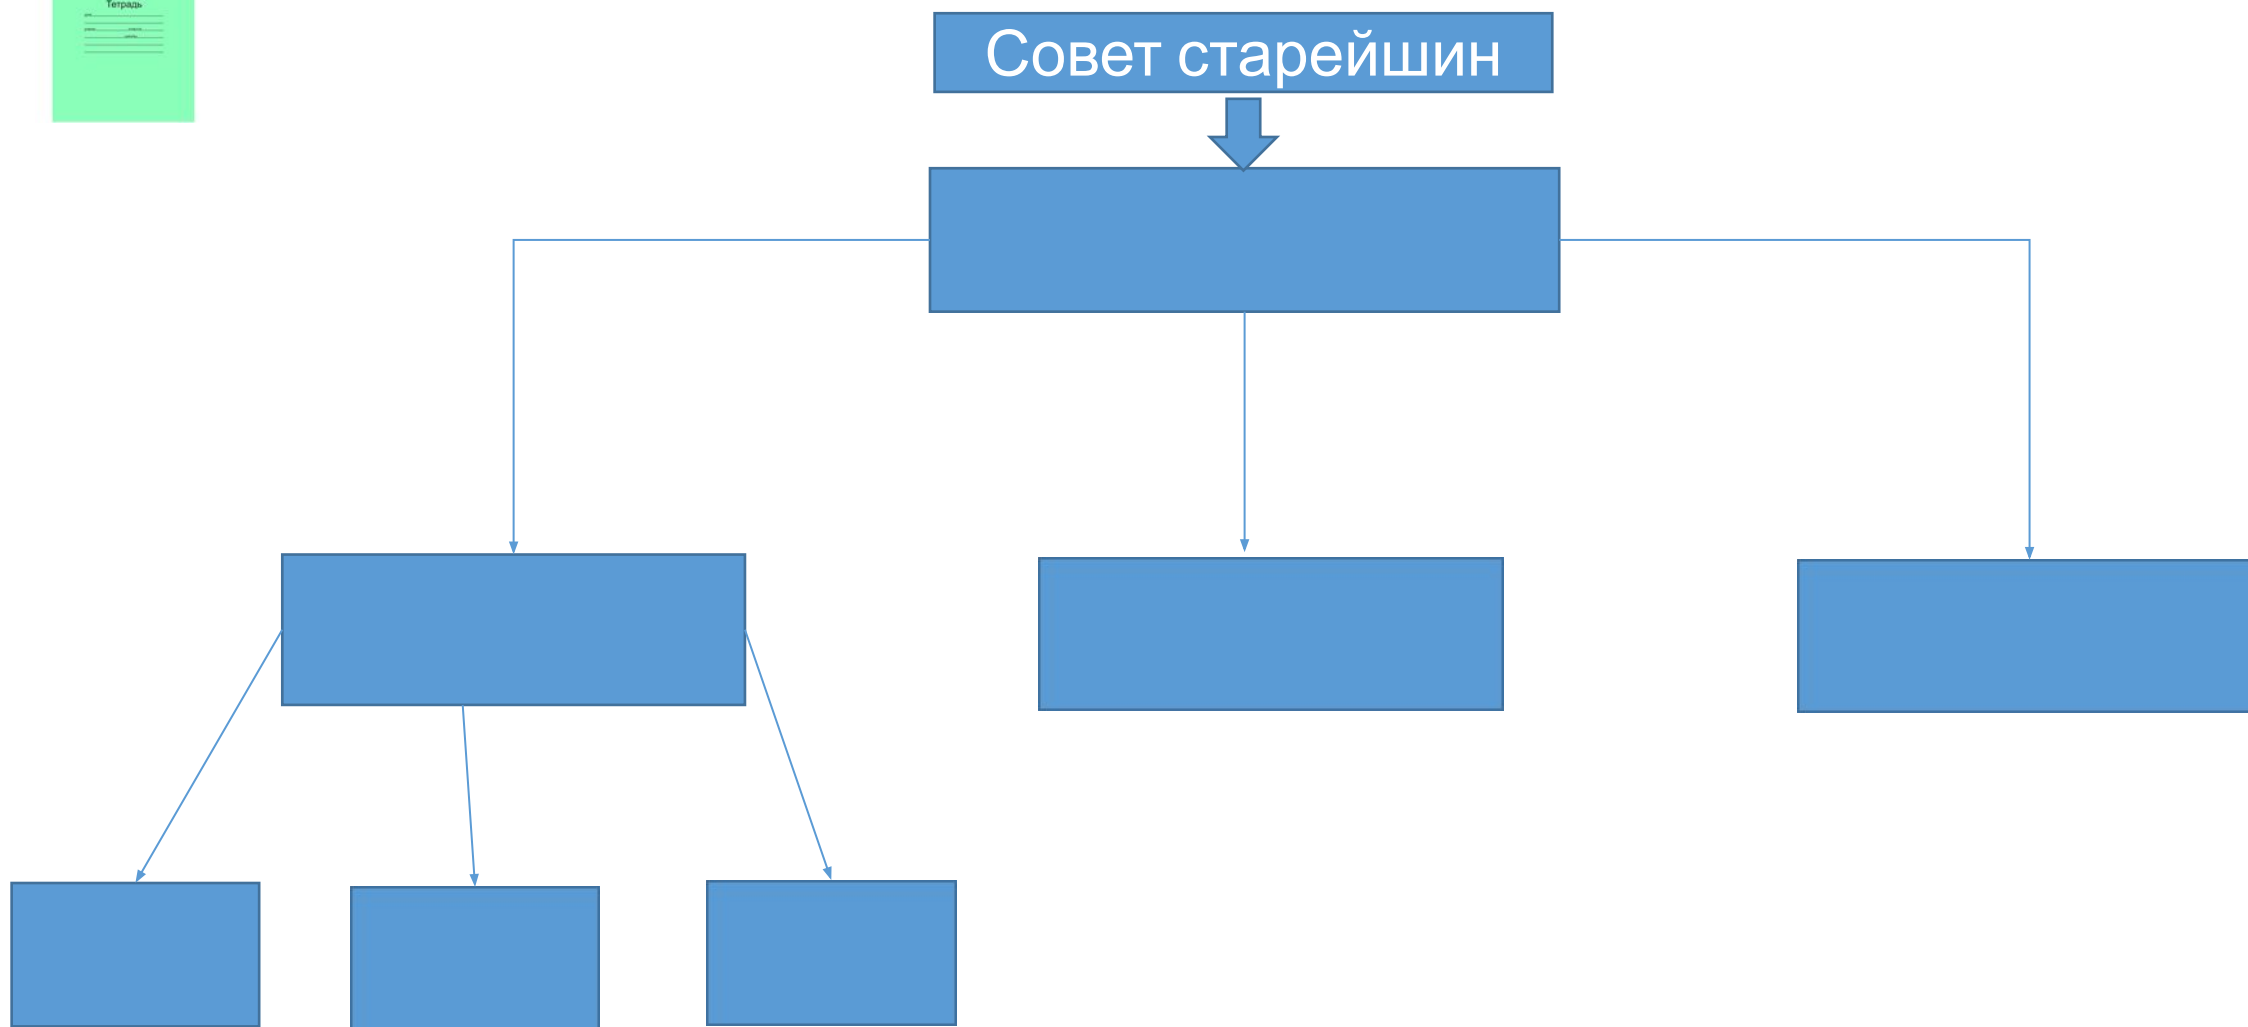 Тетрадь
Совет старейшин